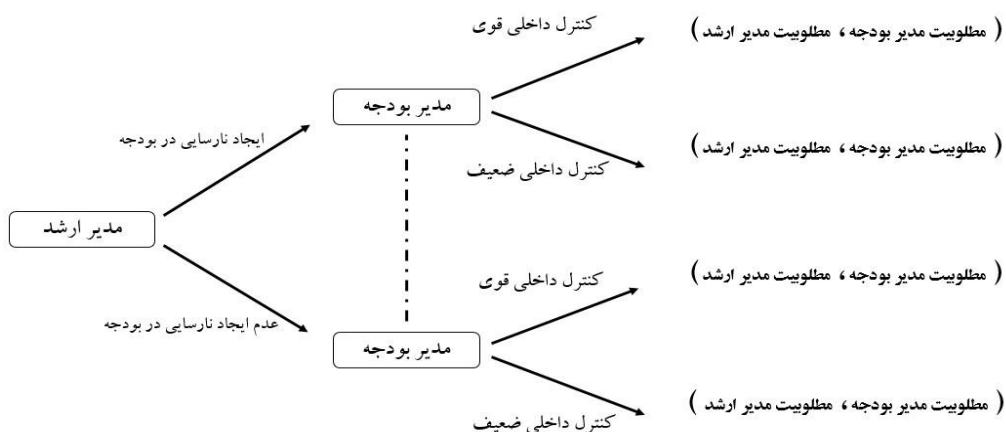 کنترل داخلی قوی
( مطلوبیت مدیر بودجه ، مطلوبیت مدیر ارشد )
مدیر بودجه
ایجاد نارسایی در بودجه
کنترل داخلی ضعیف
( مطلوبیت مدیر بودجه ، مطلوبیت مدیر ارشد )
مدیر ارشد
کنترل داخلی قوی
( مطلوبیت مدیر بودجه ، مطلوبیت مدیر ارشد )
عدم ایجاد نارسایی در بودجه
مدیر بودجه
کنترل داخلی ضعیف
( مطلوبیت مدیر بودجه ، مطلوبیت مدیر ارشد )